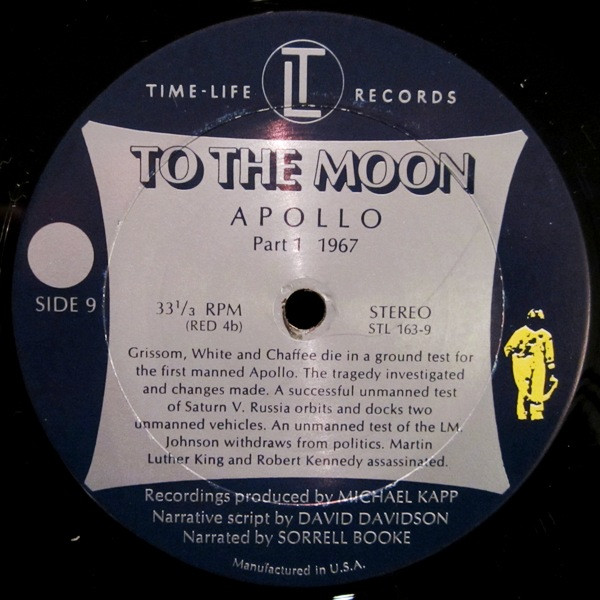 TIME-LIFE TL RECORDS
TO THE MOON
APOLLO
Part 1 1967
SIDE 9
33 1/3 RPM
(RED 4b)
STEREO
STL 163-9
Grissom, White and Chaffee die in a ground test for
the first manned Apollo. The tragedy investigated
and changes made. A successful unmanned test
of Saturn V. Russia orbits and docks two
unmanned vehicles. An unmanned test of the LM.
Johnson withdraws from politics. Martin
Luther King and Robert Kennedy assassinated.
Recordings produced by MICHAEL KAPP
Narrative script by DAVID DAVIDSON
Narrated by SORRELL BOOKE
Manufactured in U.S.A.